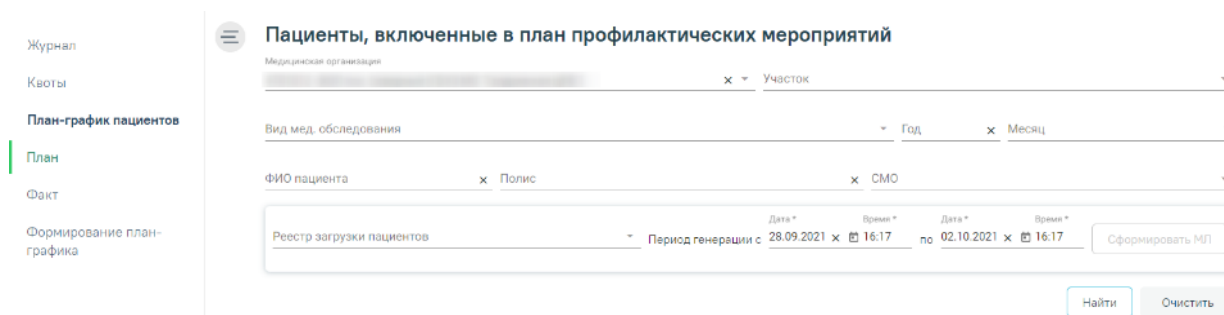 Журнал
Квоты
План-график пациентов
План
Факт
Формирование план-
графика
Пациенты, включенные в план профилактических мероприятий
Медицинская организация
Участок
Вид мед. обследования Год Месяц
ФИО пациента Полис СМО
Дата * Время * Дата * Время *
Реестр загрузки пациентов Период генерации с 28.09.2021 16:17 по 02.10.2021 16:17 Сформировать МЛ
Найти Очистить